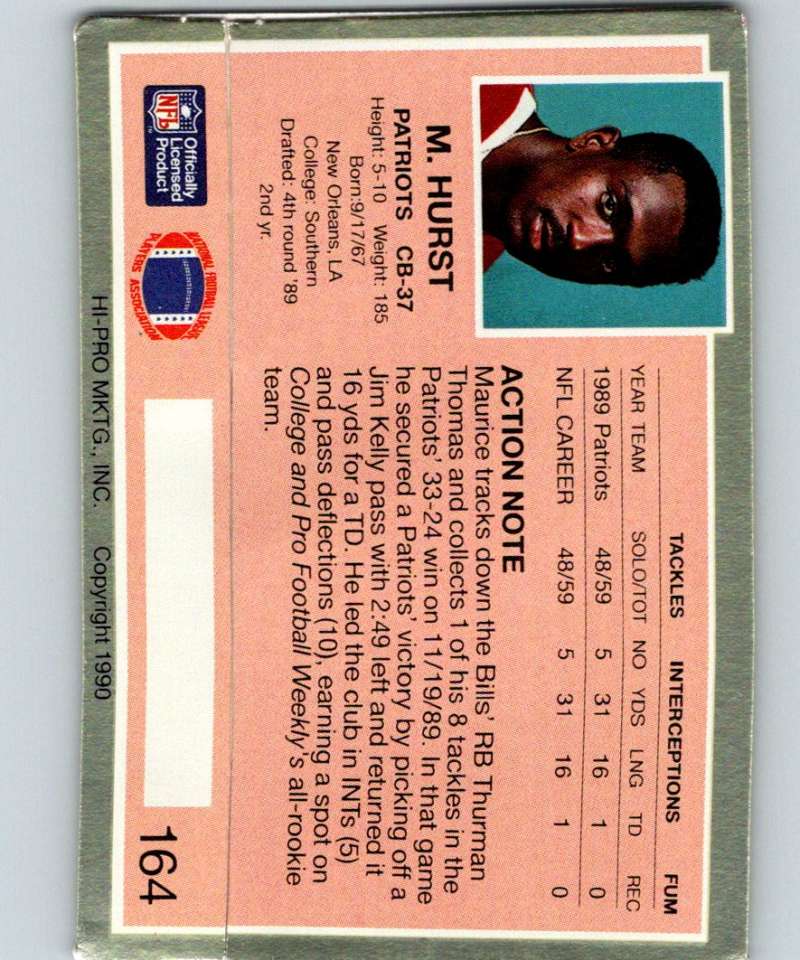 M. HURST
PATRIOTS CB-37
Height: 5-10 Weight: 185
Born:9/17/67
New Orleans, LA
College: Southern
Drafted: 4th round '89
2nd yr.
TACKLES INTERCEPTIONS FUM
YEAR TEAM SOLO/TOT NO YDS LNG TD REC
1989 Patriots 48/59 5 31 16 1 0
NFL CAREER 48/59 5 31 16 1 0
ACTION NOTE
Maurice tracks down the Bills' RB Thurman
Thomas and collects 1 of his 8 tackles in the
Patriots' 33-24 win on 11/19/89. In that game
he secured a Patriots' victory by picking off a
Jim Kelly pass with 2:49 left and returned it
16 yds for a TD. He led the club in INTs (5)
and pass deflections (10), earning a spot on
College and Pro Football Weekly's all-rookie
team.
NFL
TM
Officially
Licensed
Product
NATIONAL FOOTBALL LEAGUE
PLAYERS ASSOCIATION
164
HI-PRO MKTG., INC. Copyright 1990